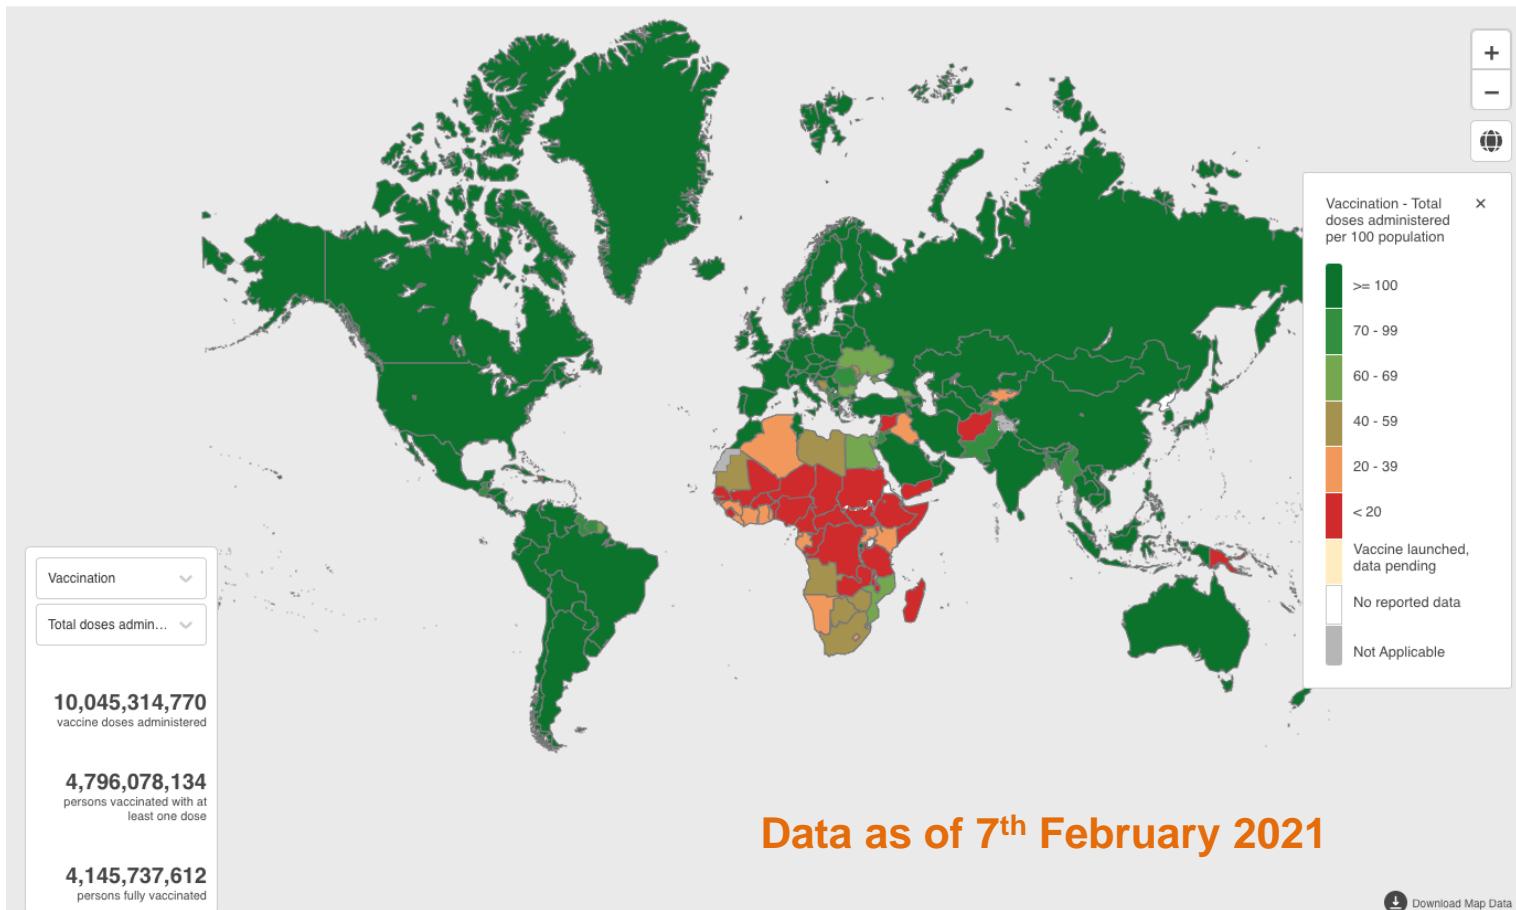 +
−
Vaccination - Total
doses administered
per 100 population
✕
>= 100
70 - 99
60 - 69
40 - 59
20 - 39
< 20
Vaccine launched,
data pending
No reported data
Not Applicable
Vaccination
Total doses admin...
10,045,314,770
vaccine doses administered
4,796,078,134
persons vaccinated with at
least one dose
4,145,737,612
persons fully vaccinated
Data as of 7th February 2021
Download Map Data